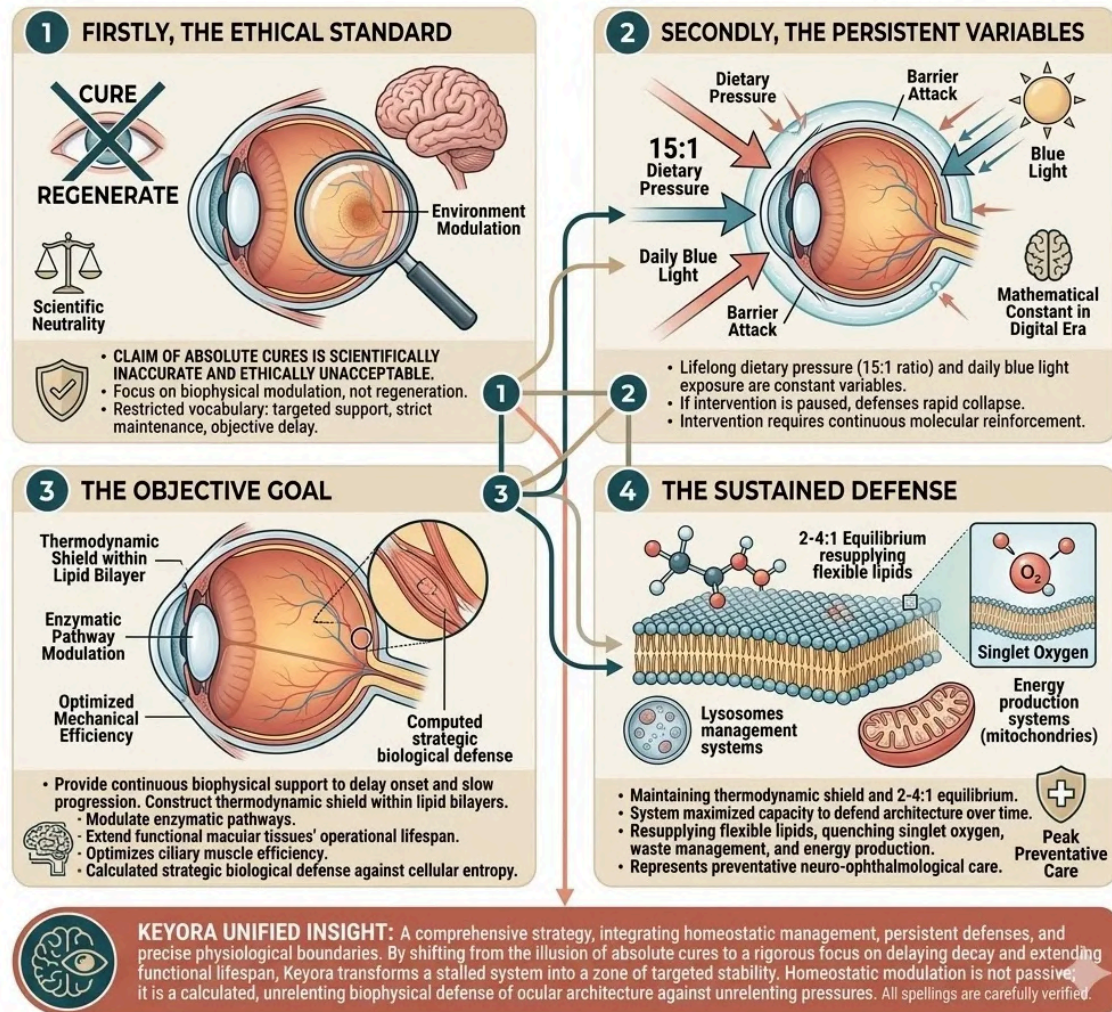 1 FIRSTLY, THE ETHICAL STANDARD
CURE
REGENERATE
Environment
Modulation
Scientific
Neutrality
• CLAIM OF ABSOLUTE CURES IS SCIENTIFICALLY
INACCURATE AND ETHICALLY UNACCEPTABLE.
• Focus on biophysical modulation, not regeneration.
• Restricted vocabulary: targeted support, strict
maintenance, objective delay.
2 SECONDLY, THE PERSISTENT VARIABLES
Dietary
Pressure
Barrier
Attack
15:1
Dietary
Pressure
Blue
Light
Daily Blue
Light
Barrier
Attack
Mathematical
Constant in
Digital Era
• Lifelong dietary pressure (15:1 ratio) and daily blue light
exposure are constant variables.
• If intervention is paused, defenses rapid collapse.
• Intervention requires continuous molecular reinforcement.
1
2
3
3 THE OBJECTIVE GOAL
Thermodynamic
Shield within
Lipid Bilayer
Enzymatic
Pathway
Modulation
Optimized
Mechanical
Efficiency
Computed
strategic
biological defense
• Provide continuous biophysical support to delay onset and slow
progression. Construct thermodynamic shield within lipid bilayers.
- Modulate enzymatic pathways.
- Extend functional macular tissues' operational lifespan.
- Optimizes ciliary muscle efficiency.
- Calculated strategic biological defense against cellular entropy.
4 THE SUSTAINED DEFENSE
2-4:1 Equilibrium
resupplying
flexible lipids
O2
Singlet Oxygen
Lysosomes
management
systems
Energy
production
systems
(mitochondries)
• Maintaining thermodynamic shield and 2-4:1 equilibrium.
• System maximized capacity to defend architecture over time.
• Resupplying flexible lipids, quenching singlet oxygen,
waste management, and energy production.
• Represents preventative neuro-ophthalmological care.
Peak
Preventative
Care
KEYORA UNIFIED INSIGHT: A comprehensive strategy, integrating homeostatic management, persistent defenses, and
precise physiological boundaries. By shifting from the illusion of absolute cures to a rigorous focus on delaying decay and extending
functional lifespan, Keyora transforms a stalled system into a zone of targeted stability. Homeostatic modulation is not passive;
it is a calculated, unrelenting biophysical defense of ocular architecture against unrelenting pressures. All spellings are carefully verified.